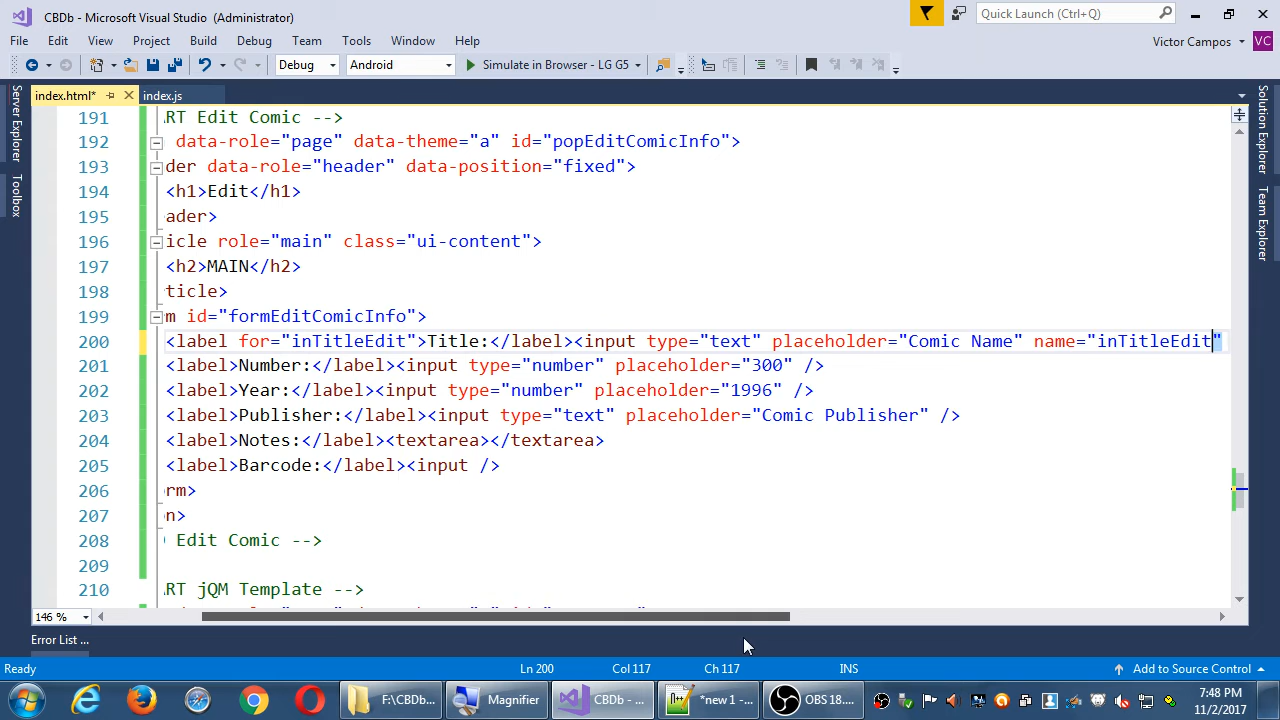 CBDb - Microsoft Visual Studio (Administrator)
Quick Launch (Ctrl+Q)
File Edit View Project Build Debug Team Tools Window Help
Victor Campos VC
Debug Android Simulate in Browser - LG G5
index.html* index.js
Server Explorer
Toolbox
Solution Explorer
Team Explorer
191 ART Edit Comic -->
192 data-role="page" data-theme="a" id="popEditComicInfo">
193 der data-role="header" data-position="fixed">
194 <h1>Edit</h1>
195 ader>
196 icle role="main" class="ui-content">
197 <h2>MAIN</h2>
198 rticle>
199 m id="formEditComicInfo">
200 <label for="inTitleEdit">Title:</label><input type="text" placeholder="Comic Name" name="inTitleEdit"
201 <label>Number:</label><input type="number" placeholder="300" />
202 <label>Year:</label><input type="number" placeholder="1996" />
203 <label>Publisher:</label><input type="text" placeholder="Comic Publisher" />
204 <label>Notes:</label><textarea></textarea>
205 <label>Barcode:</label><input />
206 rm>
207 n>
208 Edit Comic -->
209
210 ART jQM Template -->
146 %
Error List ...
Ready Ln 200 Col 117 Ch 117 INS Add to Source Control
F:\CBDb... Magnifier CBDb - ... *new 1 - ... OBS 18.... 7:48 PM
11/2/2017